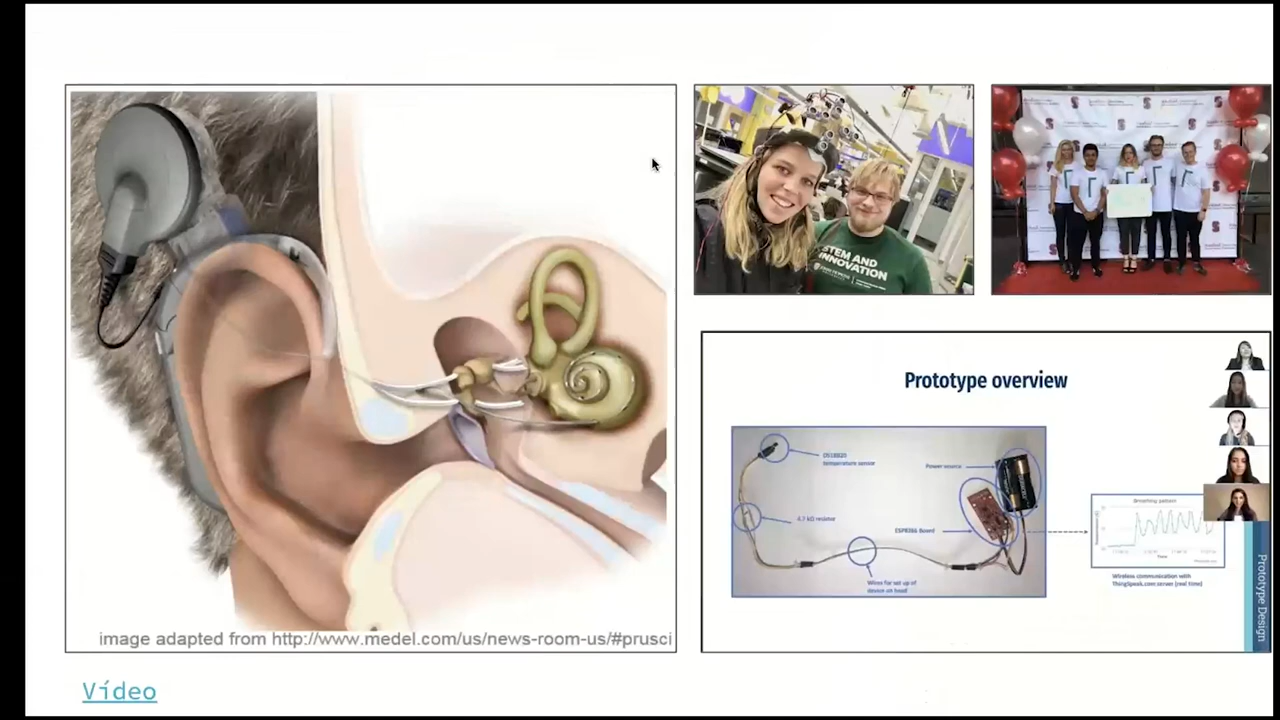 STEM AND
INNOVATION
Prototype overview
DS18B20
temperature sensor
Power source
4.7 kΩ resistor
ESP8266 Board
Wires for set up of
device on head
Breathing pattern
Time
Wireless communication with
ThingSpeak.com server (real time)
Prototype Design
image adapted from http://www.medel.com/us/news-room-us/#prusci
Vídeo